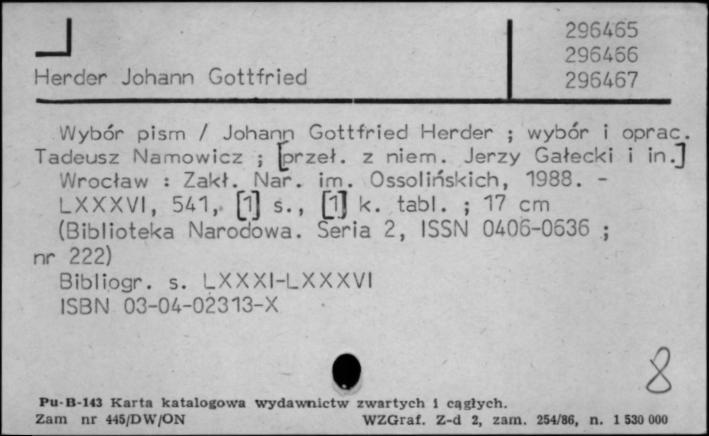 296465
296466
Herder Johann Gottfried 296467
Wybór pism / Johann Gottfried Herder ; wybór i oprac.
Tadeusz Namowicz ; [przeł. z niem. Jerzy Gałecki i in.]
Wrocław : Zakł. Nar. im. Ossolińskich, 1988. -
LXXXVI, 541, [1] s., [1] k. tabl. ; 17 cm
(Biblioteka Narodowa. Seria 2, ISSN 0406-0636 ;
nr 222)
Bibliogr. s. LXXXI-LXXXVI
ISBN 03-04-02313-X
8
Pu-B-143 Karta katalogowa wydawnictw zwartych i cągłych.
Zam nr 445/DW/ON WZGraf. Z-d 2, zam. 254/86, n. 1 530 000